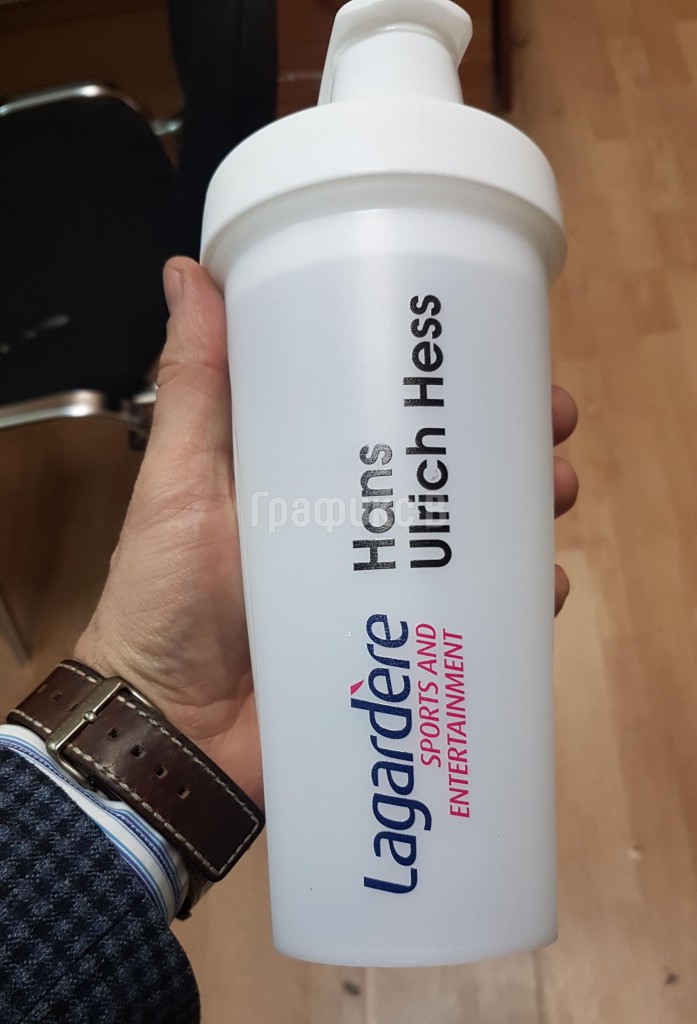 Lagardère
SPORTS AND
ENTERTAINMENT
Hans
Ulrich Hess